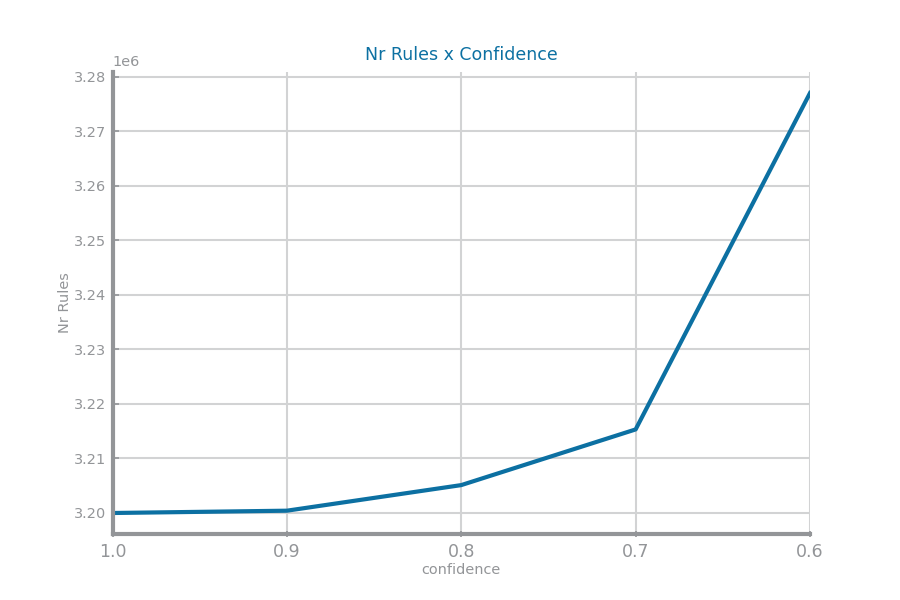 Nr Rules x Confidence
1e6
3.28
3.27
3.26
3.25
3.24
3.23
3.22
3.21
3.20
Nr Rules
1.0 0.9 0.8 0.7 0.6
confidence